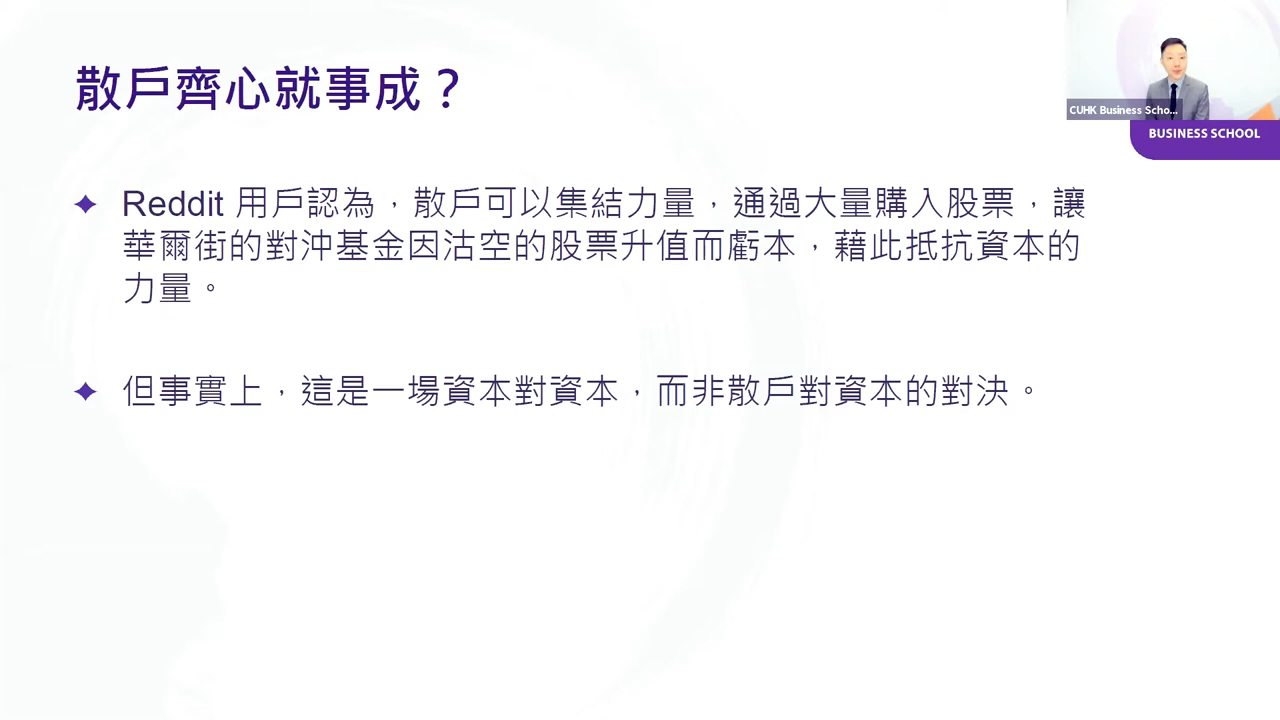 散戶齊心就事成？
CUHK Business Scho...
BUSINESS SCHOOL
Reddit 用戶認為，散戶可以集結力量，通過大量購入股票，讓
華爾街的對沖基金因沽空的股票升值而虧本，藉此抵抗資本的
力量。
但事實上，這是一場資本對資本，而非散戶對資本的對決。